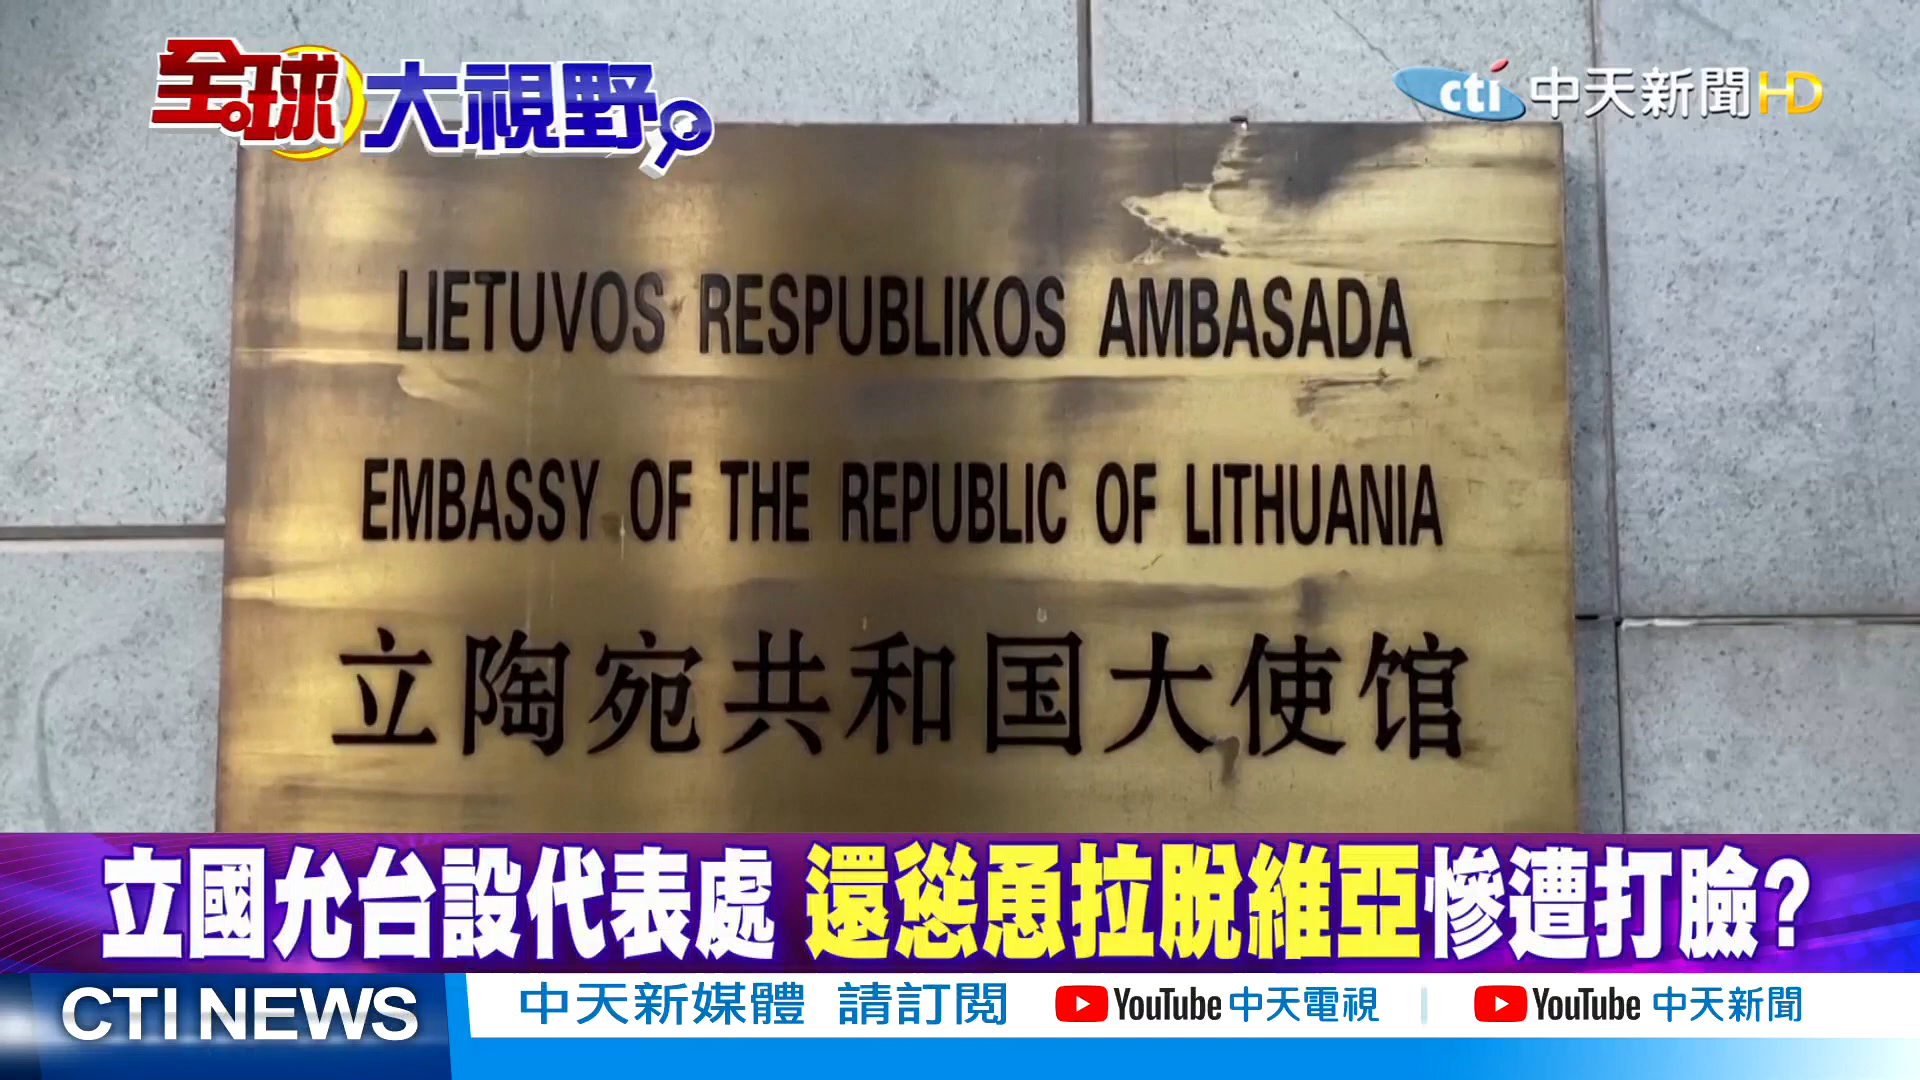 全球大視野
cti 中天新聞HD
LIETUVOS RESPUBLIKOS AMBASADA
EMBASSY OF THE REPUBLIC OF LITHUANIA
立陶宛共和国大使馆
立國允台設代表處 還慫恿拉脫維亞慘遭打臉?
CTI NEWS
中天新媒體 請訂閱 YouTube 中天電視 | YouTube 中天新聞